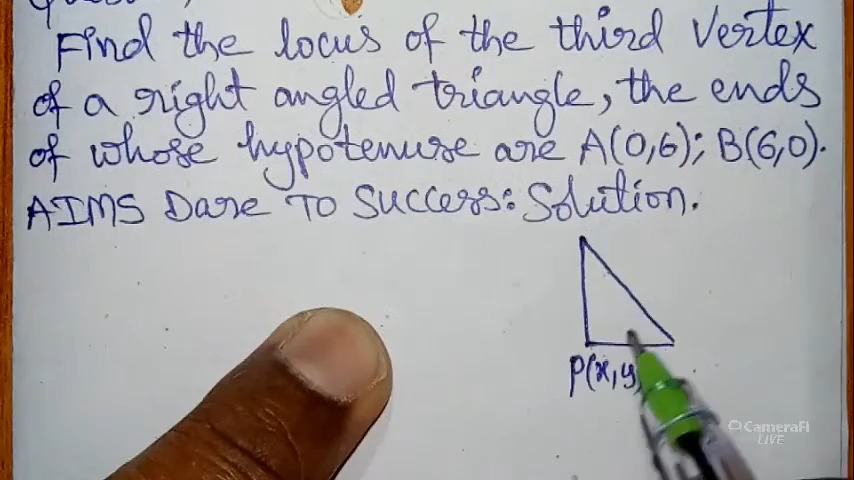 Find the locus of the third Vertex
of a right angled triangle, the ends
of whose hypotenuse are A(0,6); B(6,0).
AIMS Dare To Success: Solution.
P(x,y
CameraFi
LIVE